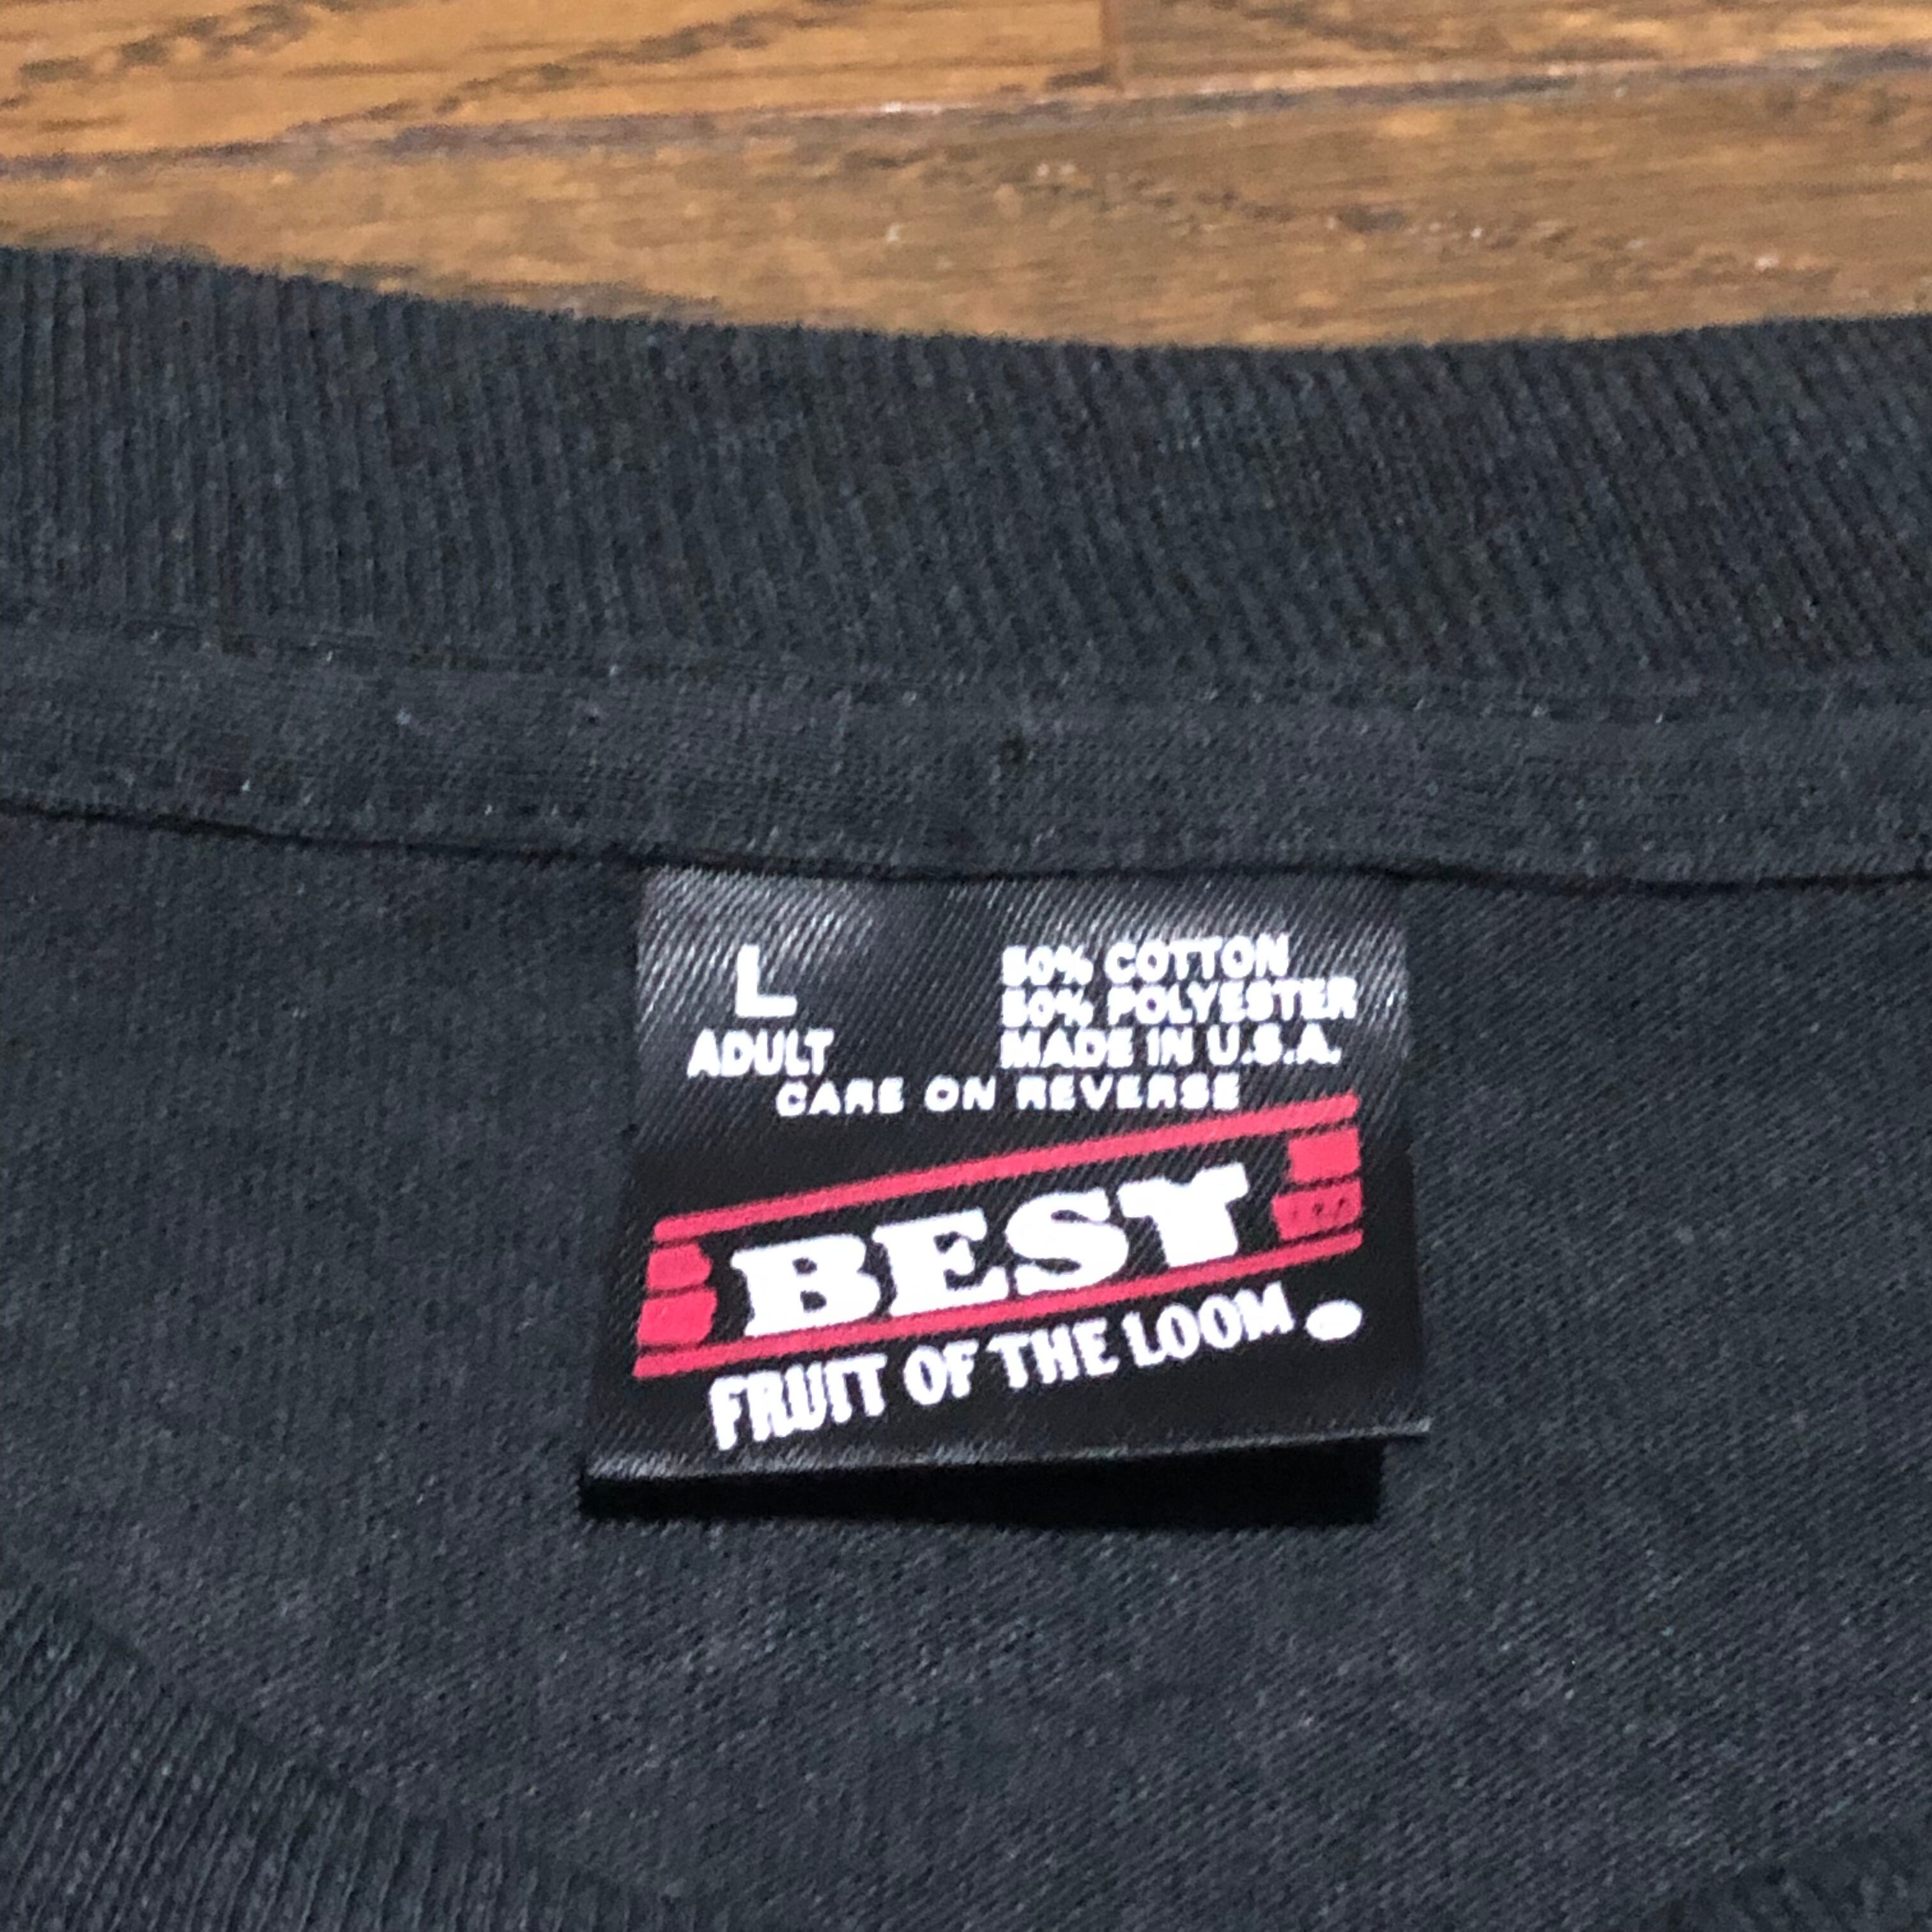 L
ADULT
50% COTTON
50% POLYESTER
MADE IN U.S.A.
CARE ON REVERSE
BEST
FRUIT OF THE LOOM